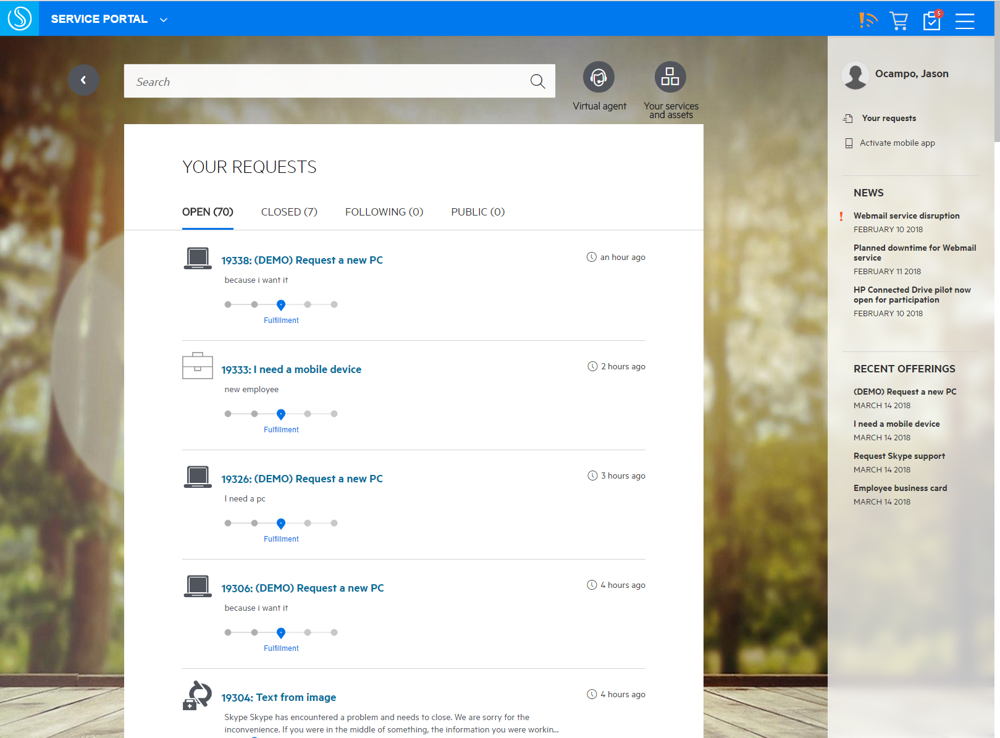 SERVICE PORTAL
5
Search
Virtual agent
Your services
and assets
YOUR REQUESTS
OPEN (70)
CLOSED (7)
FOLLOWING (0)
PUBLIC (0)
19338: (DEMO) Request a new PC
an hour ago
because i want it
Fulfillment
19333: I need a mobile device
2 hours ago
new employee
Fulfillment
19326: (DEMO) Request a new PC
3 hours ago
I need a pc
Fulfillment
19306: (DEMO) Request a new PC
4 hours ago
because i want it
Fulfillment
19304: Text from image
4 hours ago
Skype Skype has encountered a problem and needs to close. We are sorry for the
inconvenience. If you were in the middle of something, the information you were workin...
Ocampo, Jason
Your requests
Activate mobile app
NEWS
Webmail service disruption
FEBRUARY 10 2018
Planned downtime for Webmail
service
FEBRUARY 11 2018
HP Connected Drive pilot now
open for participation
FEBRUARY 10 2018
RECENT OFFERINGS
(DEMO) Request a new PC
MARCH 14 2018
I need a mobile device
MARCH 14 2018
Request Skype support
MARCH 14 2018
Employee business card
MARCH 14 2018